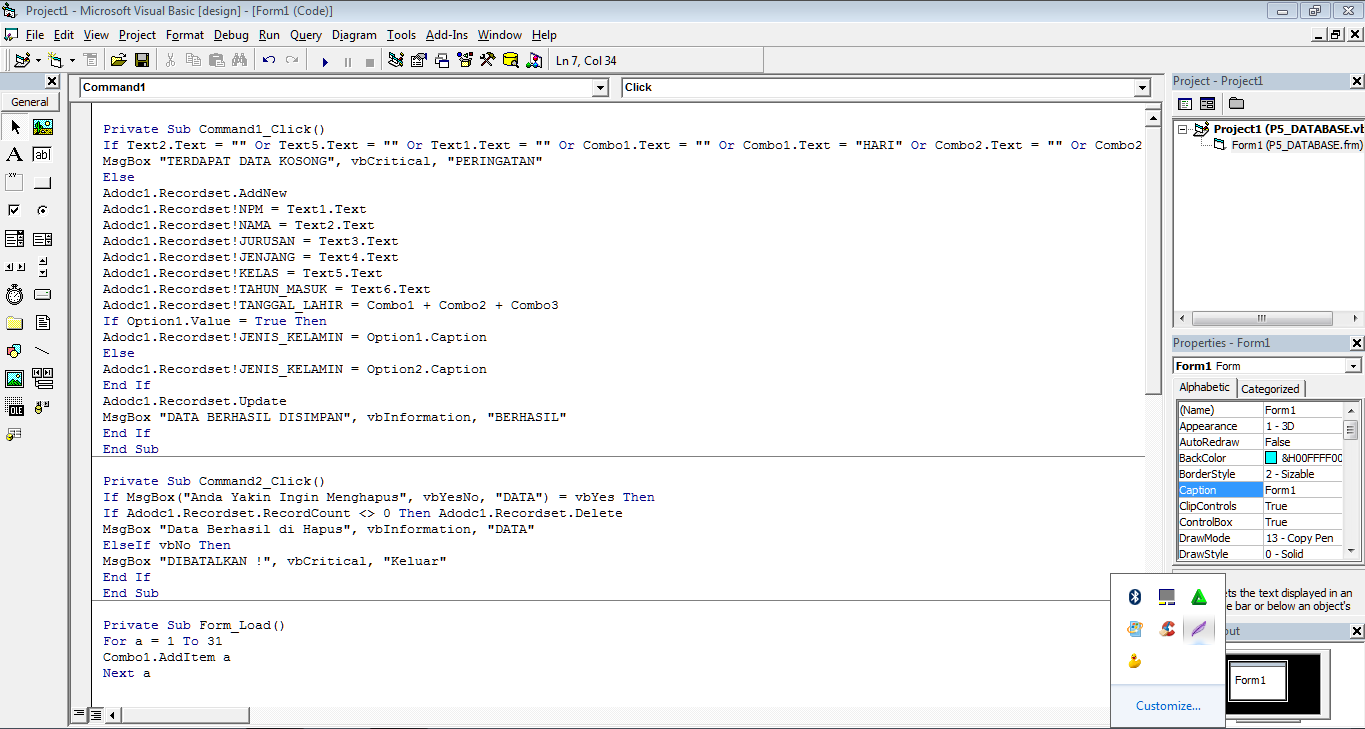 Project1 - Microsoft Visual Basic [design] - [Form1 (Code)]
File Edit View Project Format Debug Run Query Diagram Tools Add-Ins Window Help
Ln 7, Col 34
General
Command1
Click
Private Sub Command1_Click()
If Text2.Text = "" Or Text5.Text = "" Or Text1.Text = "" Or Combo1.Text = "" Or Combo1.Text = "HARI" Or Combo2.Text = "" Or Combo2
MsgBox "TERDAPAT DATA KOSONG", vbCritical, "PERINGATAN"
Else
Adodc1.Recordset.AddNew
Adodc1.Recordset!NPM = Text1.Text
Adodc1.Recordset!NAMA = Text2.Text
Adodc1.Recordset!JURUSAN = Text3.Text
Adodc1.Recordset!JENJANG = Text4.Text
Adodc1.Recordset!KELAS = Text5.Text
Adodc1.Recordset!TAHUN_MASUK = Text6.Text
Adodc1.Recordset!TANGGAL_LAHIR = Combo1 + Combo2 + Combo3
If Option1.Value = True Then
Adodc1.Recordset!JENIS_KELAMIN = Option1.Caption
Else
Adodc1.Recordset!JENIS_KELAMIN = Option2.Caption
End If
Adodc1.Recordset.Update
MsgBox "DATA BERHASIL DISIMPAN", vbInformation, "BERHASIL"
End If
End Sub
Private Sub Command2_Click()
If MsgBox("Anda Yakin Ingin Menghapus", vbYesNo, "DATA") = vbYes Then
If Adodc1.Recordset.RecordCount <> 0 Then Adodc1.Recordset.Delete
MsgBox "Data Berhasil di Hapus", vbInformation, "DATA"
ElseIf vbNo Then
MsgBox "DIBATALKAN !", vbCritical, "Keluar"
End If
End Sub
Private Sub Form_Load()
For a = 1 To 31
Combo1.AddItem a
Next a
Project - Project1
Project1 (P5_DATABASE.vb
Form1 (P5_DATABASE.frm)
Properties - Form1
Form1 Form
Alphabetic Categorized
(Name) Form1
Appearance 1 - 3D
AutoRedraw False
BackColor &H00FFFF00
BorderStyle 2 - Sizable
Caption Form1
ClipControls True
ControlBox True
DrawMode 13 - Copy Pen
DrawStyle 0 - Solid
ets the text displayed in an
e bar or below an object's
out
Form1
Customize...